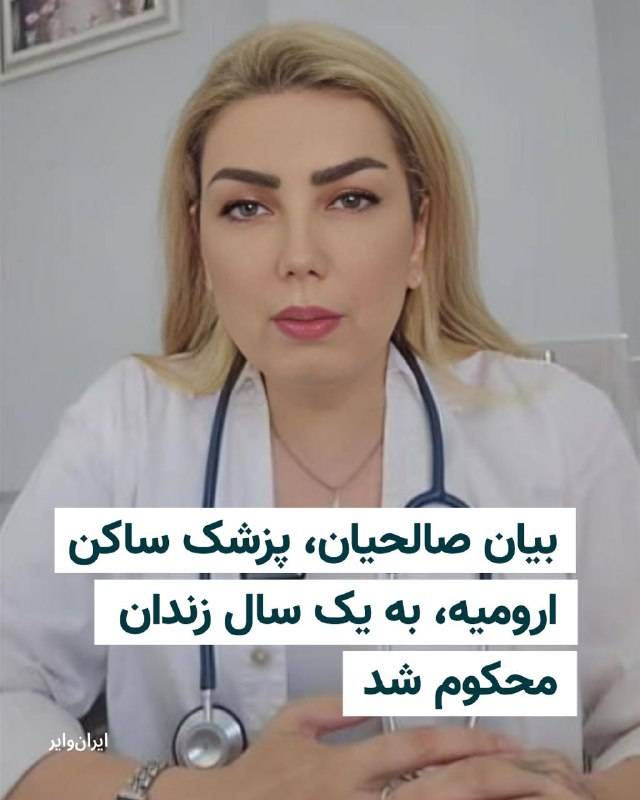 بیان صالحیان، پزشک ساکن
ارومیه، به یک سال زندان
محکوم شد
ایران‌وایر